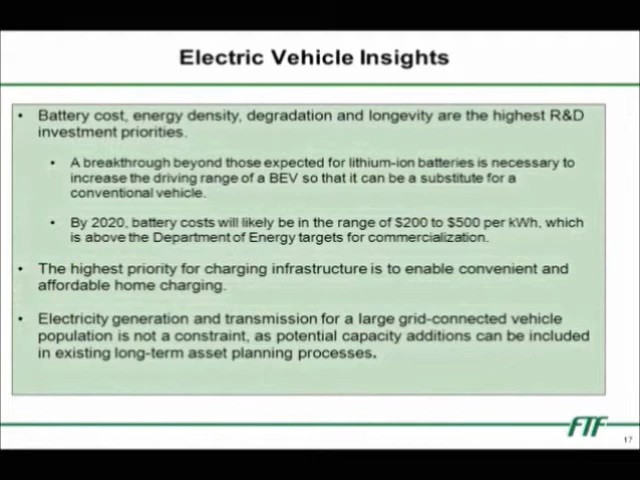 Electric Vehicle Insights
• Battery cost, energy density, degradation and longevity are the highest R&D
investment priorities.
• A breakthrough beyond those expected for lithium-ion batteries is necessary to
increase the driving range of a BEV so that it can be a substitute for a
conventional vehicle.
• By 2020, battery costs will likely be in the range of $200 to $500 per kWh, which
is above the Department of Energy targets for commercialization.
• The highest priority for charging infrastructure is to enable convenient and
affordable home charging.
• Electricity generation and transmission for a large grid-connected vehicle
population is not a constraint, as potential capacity additions can be included
in existing long-term asset planning processes.
FTF
17